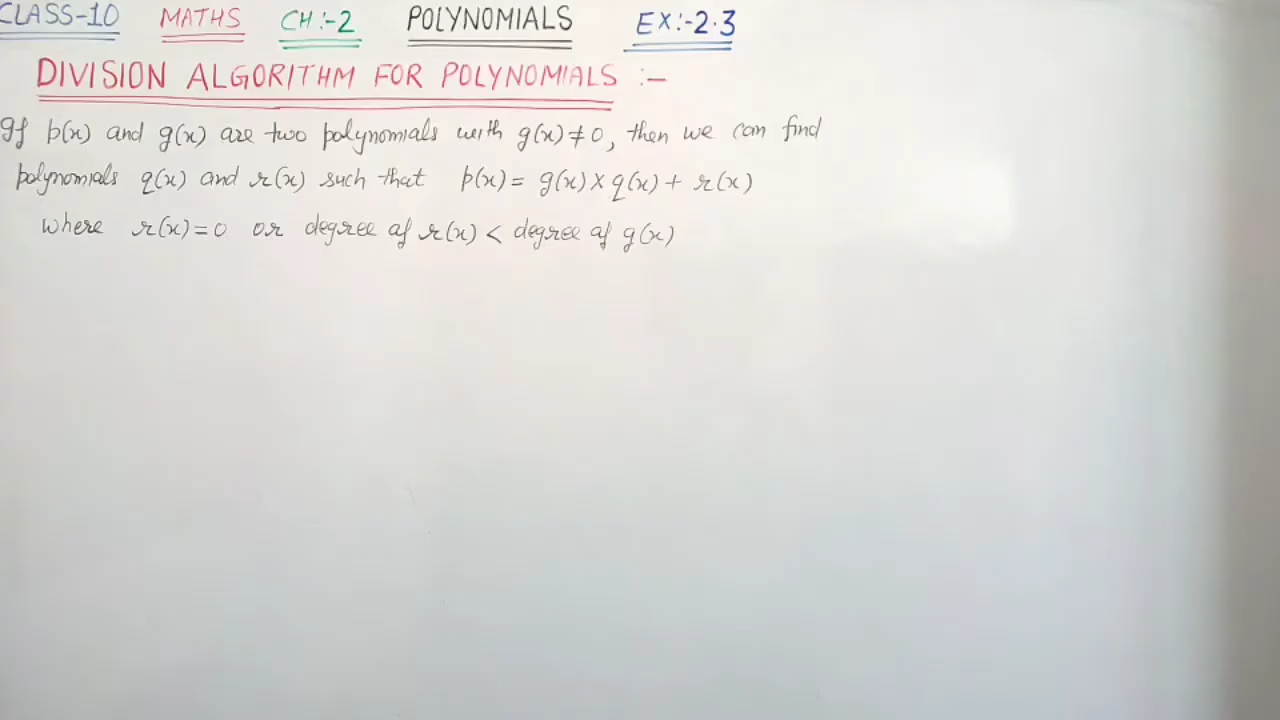 CLASS-10 MATHS CH:-2 POLYNOMIALS EX:-2.3
DIVISION ALGORITHM FOR POLYNOMIALS :-
If p(x) and g(x) are two polynomials with g(x) ≠ 0, then we can find
polynomials q(x) and r(x) such that p(x) = g(x) × q(x) + r(x)
where r(x) = 0 or degree of r(x) < degree of g(x)